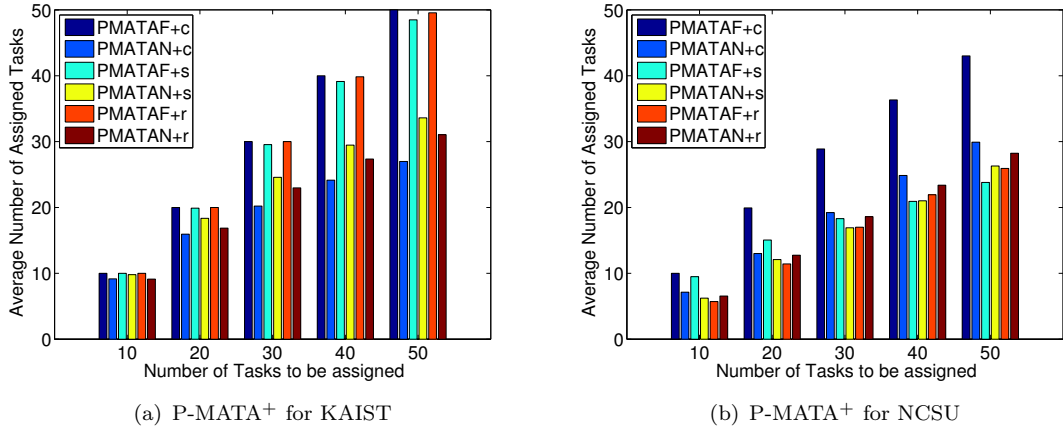 50
40
30
20
10
0
Average Number of Assigned Tasks
PMATAF+c
PMATAN+c
PMATAF+s
PMATAN+s
PMATAF+r
PMATAN+r
10 20 30 40 50
Number of Tasks to be assigned
(a) P-MATA⁺ for KAIST
50
40
30
20
10
0
Average Number of Assigned Tasks
PMATAF+c
PMATAN+c
PMATAF+s
PMATAN+s
PMATAF+r
PMATAN+r
10 20 30 40 50
Number of Tasks to be assigned
(b) P-MATA⁺ for NCSU